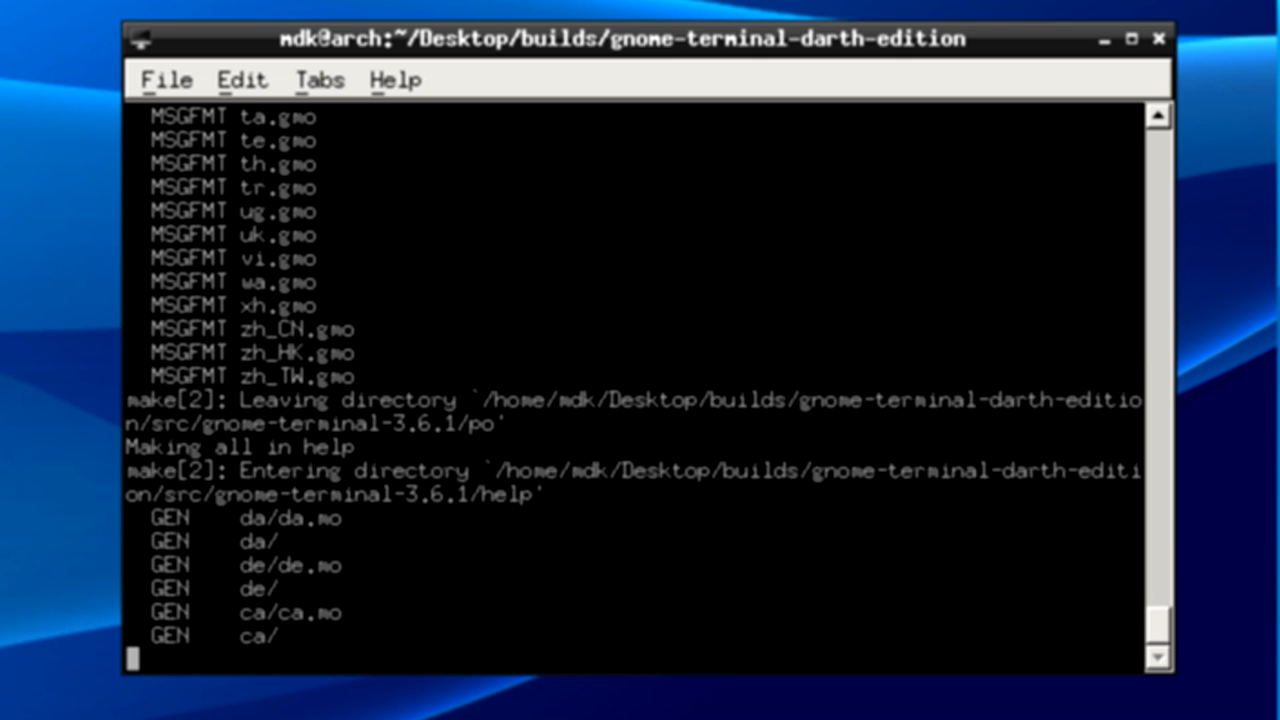 mdk@arch:~/Desktop/builds/gnome-terminal-darth-edition
File Edit Tabs Help
MSGFMT ta.gmo
MSGFMT te.gmo
MSGFMT th.gmo
MSGFMT tr.gmo
MSGFMT ug.gmo
MSGFMT uk.gmo
MSGFMT vi.gmo
MSGFMT wa.gmo
MSGFMT xh.gmo
MSGFMT zh_CN.gmo
MSGFMT zh_HK.gmo
MSGFMT zh_TW.gmo
make[2]: Leaving directory `/home/mdk/Desktop/builds/gnome-terminal-darth-editio
n/src/gnome-terminal-3.6.1/po'
Making all in help
make[2]: Entering directory `/home/mdk/Desktop/builds/gnome-terminal-darth-editi
on/src/gnome-terminal-3.6.1/help'
GEN da/da.mo
GEN da/
GEN de/de.mo
GEN de/
GEN ca/ca.mo
GEN ca/